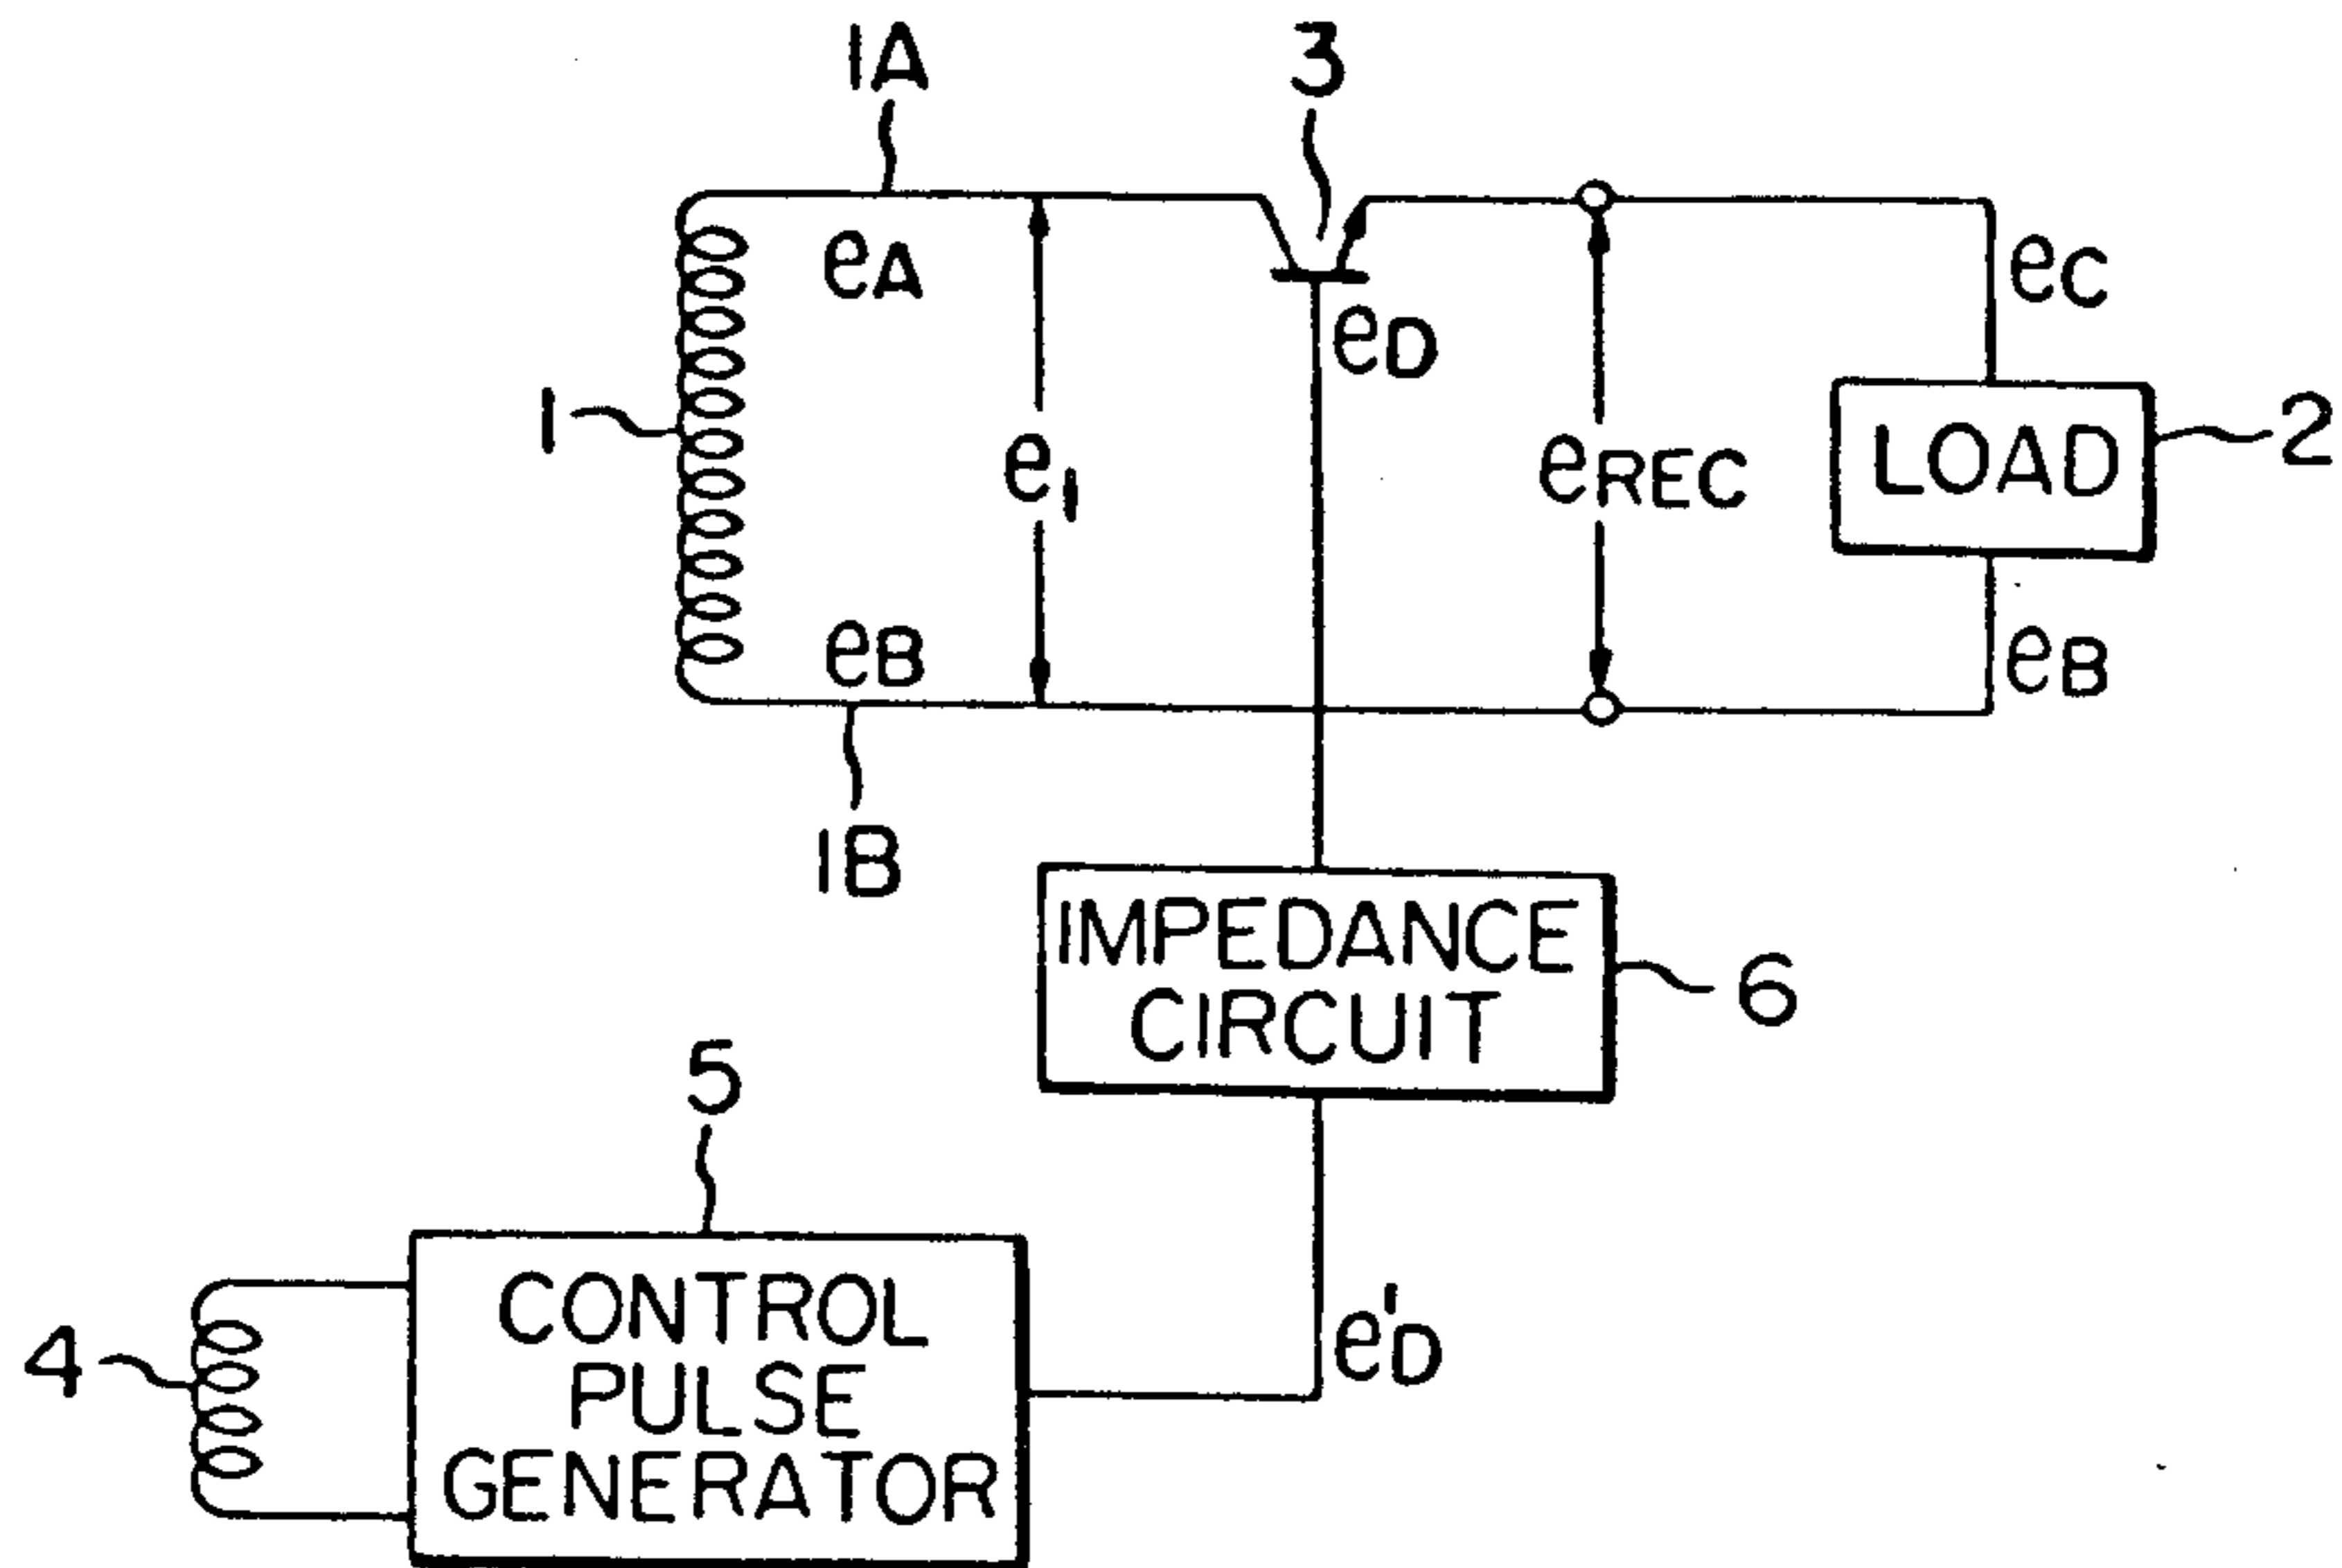 1A
3
eA
eC
eD
1
e1
eREC
LOAD
2
eB
eB
1B
IMPEDANCE
CIRCUIT
6
5
CONTROL
PULSE
GENERATOR
4
e'D